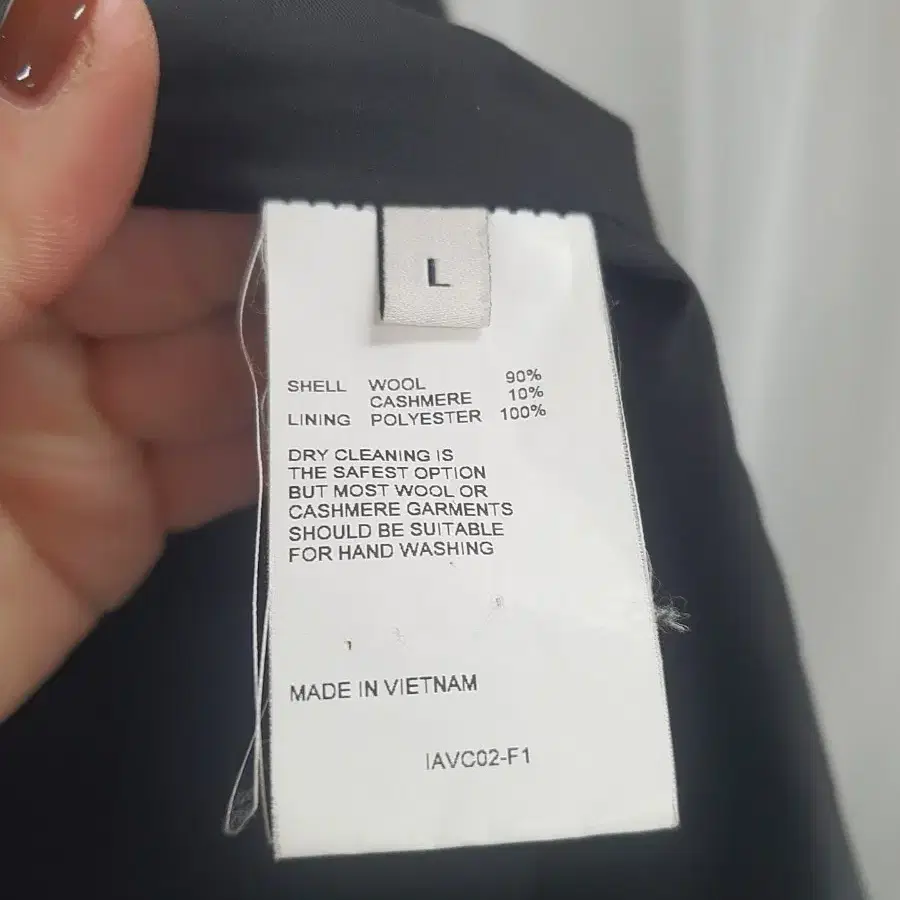 L
SHELL WOOL 90%
CASHMERE 10%
LINING POLYESTER 100%
DRY CLEANING IS
THE SAFEST OPTION
BUT MOST WOOL OR
CASHMERE GARMENTS
SHOULD BE SUITABLE
FOR HAND WASHING
MADE IN VIETNAM
IAVC02-F1